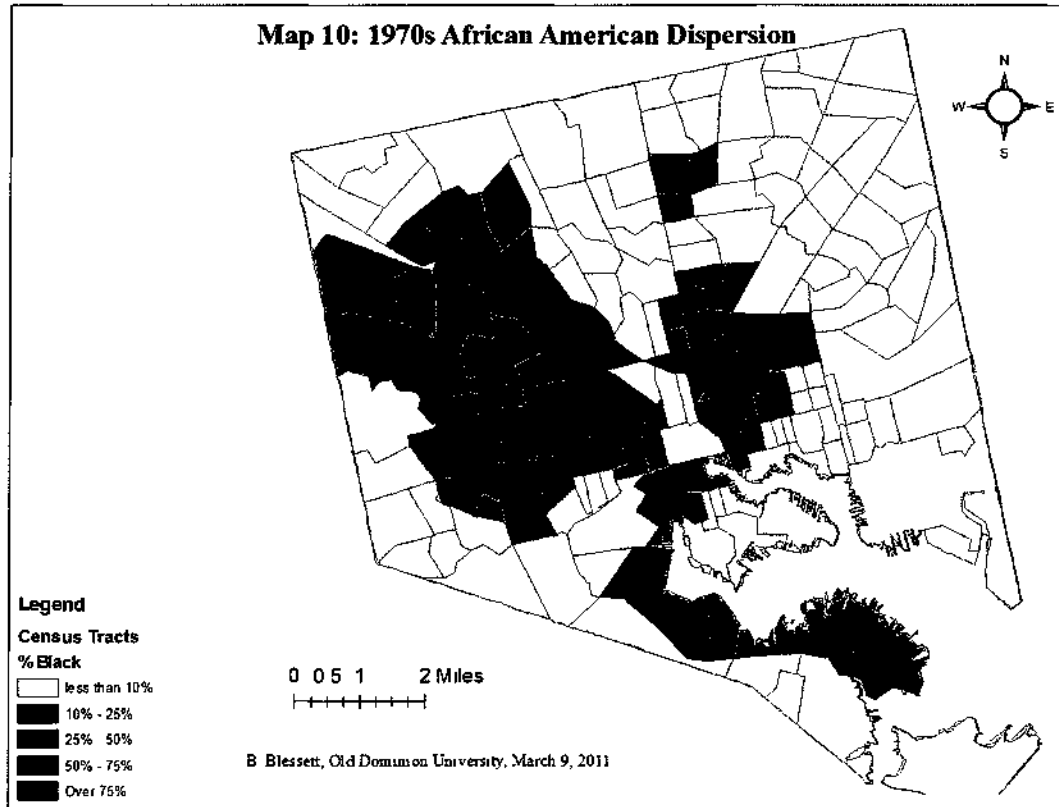 Map 10: 1970s African American Dispersion
N
W E
S
Legend
Census Tracts
% Black
less than 10%
10% - 25%
25% 50%
50% - 75%
Over 75%
0 0 5 1 2 Miles
B Blessett, Old Dominion University, March 9, 2011